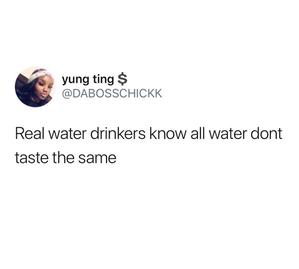 yung ting $
@DABOSSCHICKK
Real water drinkers know all water dont
taste the same